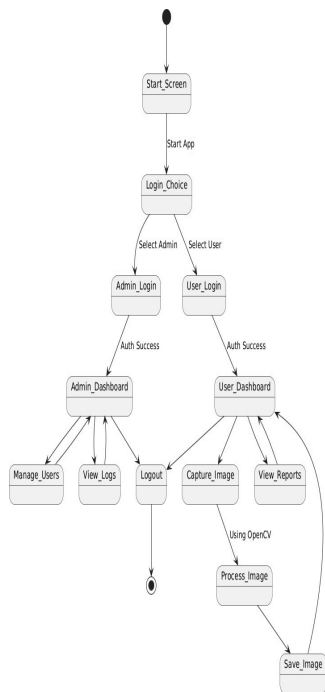 Start_Screen
Start App
Login_Choice
Select Admin
Select User
Admin_Login
User_Login
Auth Success
Auth Success
Admin_Dashboard
User_Dashboard
Manage_Users
View_Logs
Logout
Capture_Image
View_Reports
Using OpenCV
Process_Image
Save_Image